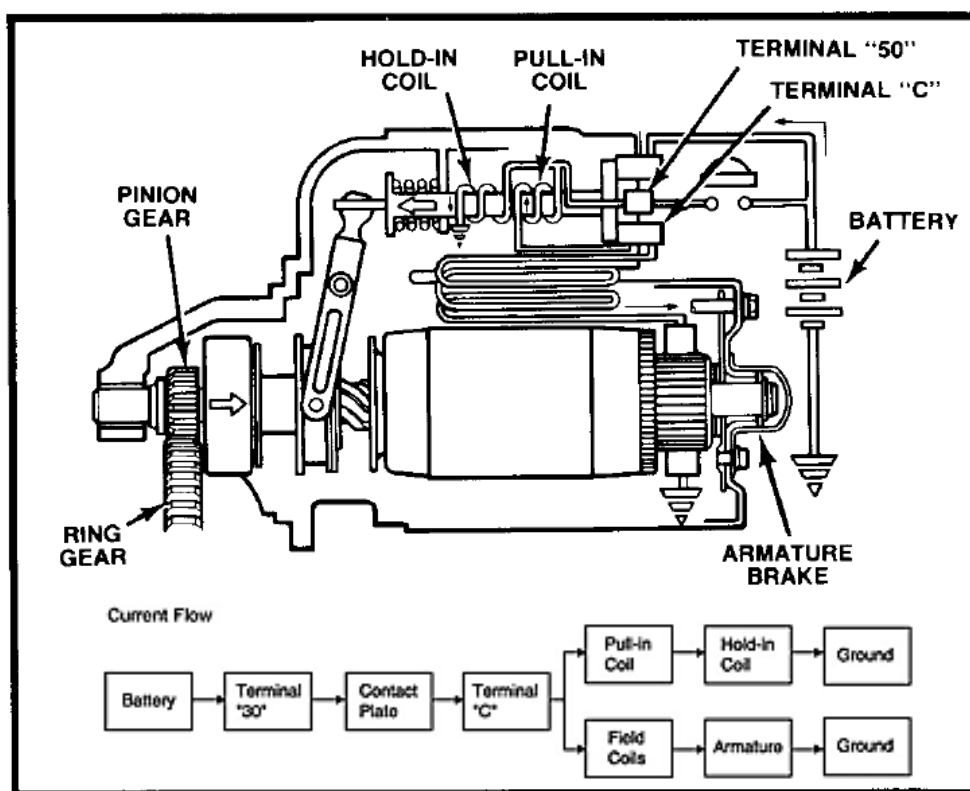 HOLD-IN
COIL
PULL-IN
COIL
TERMINAL "50"
TERMINAL "C"
PINION
GEAR
BATTERY
RING
GEAR
ARMATURE
BRAKE
Current Flow
Battery
Terminal
"30"
Contact
Plate
Terminal
"C"
Pull-in
Coil
Hold-in
Coil
Ground
Field
Coils
Armature
Ground